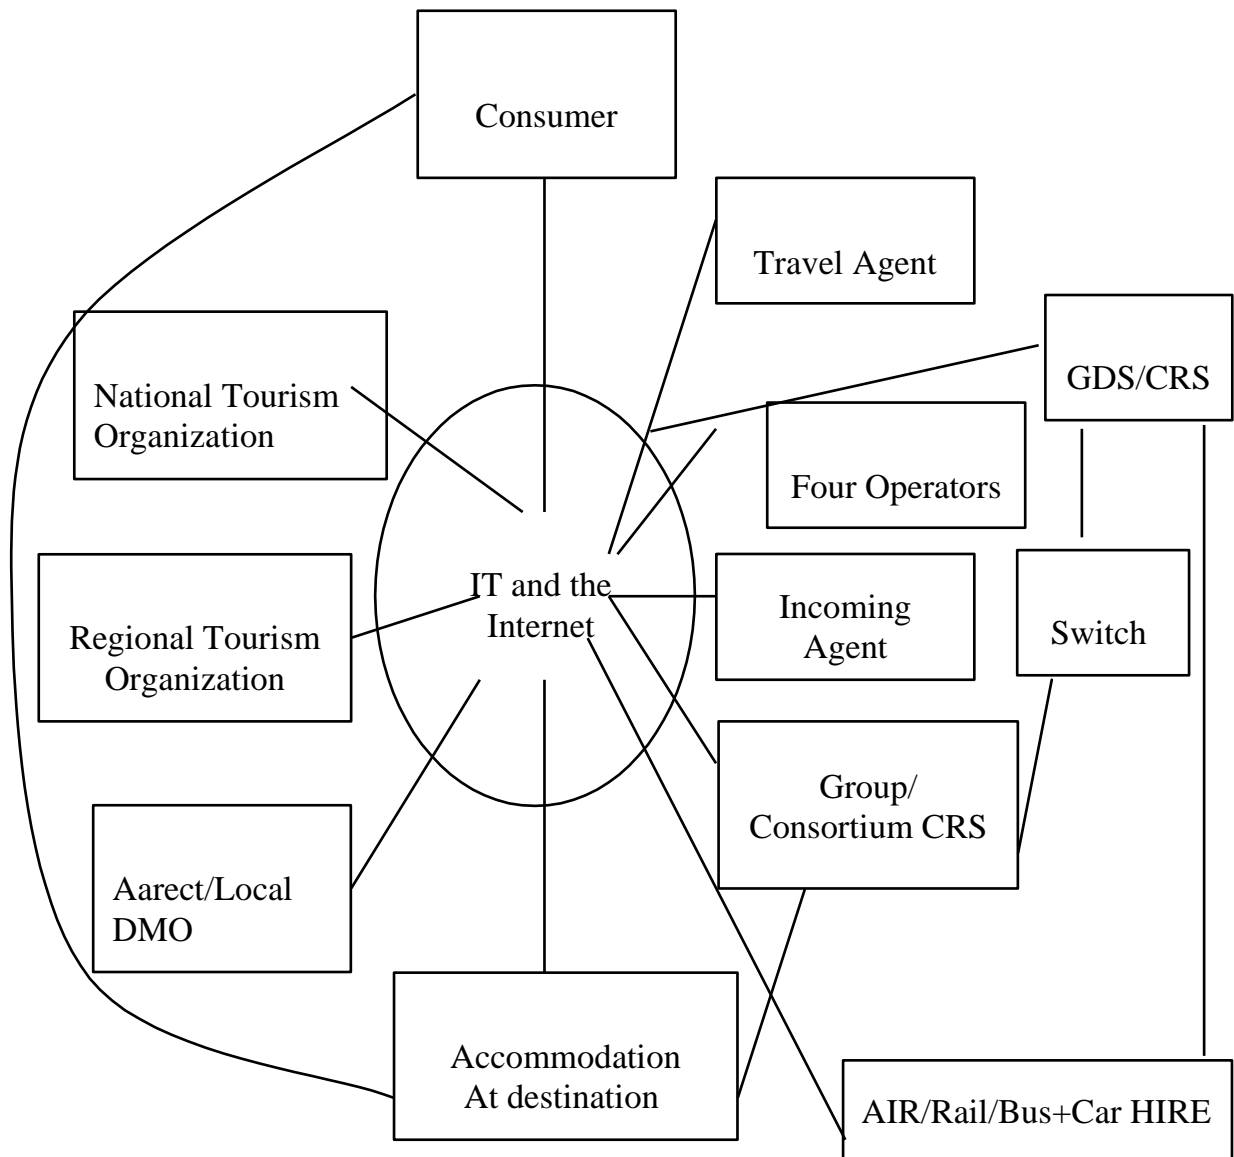 Consumer
Travel Agent
GDS/CRS
National Tourism
Organization
Four Operators
IT and the
Internet
Incoming
Agent
Switch
Regional Tourism
Organization
Group/
Consortium CRS
Aarect/Local
DMO
Accommodation
At destination
AIR/Rail/Bus+Car HIRE